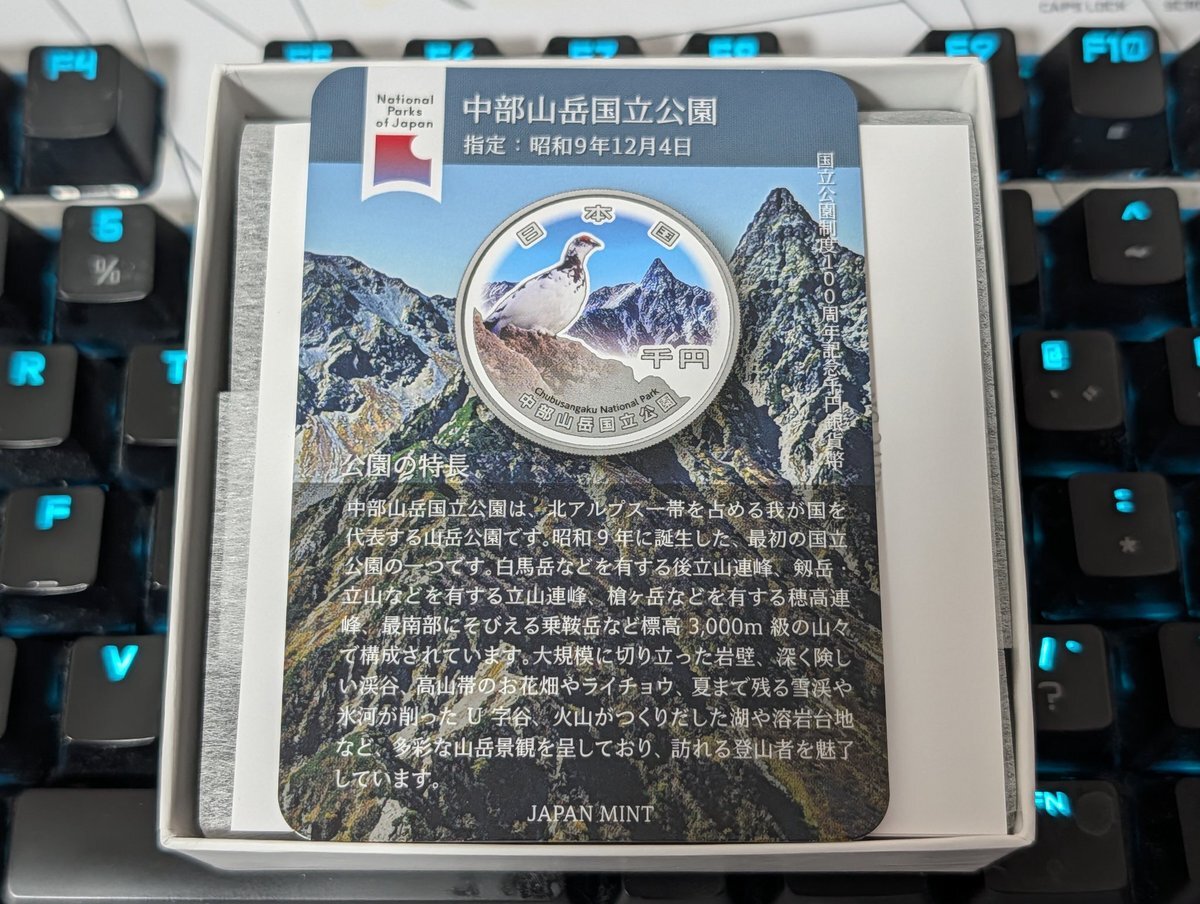 CAPS LOCK
F4
F5
F6
F7
F8
F9
F10
National
Parks
of Japan
中部山岳国立公園
指定：昭和9年12月4日
国立公園制度100周年記念千円銀貨幣
日本国
千円
Chubusangaku National Park
中部山岳国立公園
公園の特長
中部山岳国立公園は、北アルプス一帯を占める我が国を
代表する山岳公園です。昭和9年に誕生した、最初の国立
公園の一つです。白馬岳などを有する後立山連峰、剱岳・
立山などを有する立山連峰、槍ヶ岳などを有する穂高連
峰、最南部にそびえる乗鞍岳など標高3,000m級の山々
で構成されています。大規模に切り立った岩壁、深く険し
い渓谷、高山帯のお花畑やライチョウ、夏まで残る雪渓や
氷河が削ったU字谷、火山がつくりだした湖や溶岩台地
など、多彩な山岳景観を呈しており、訪れる登山者を魅了
しています。
JAPAN MINT
5
%
R
T
F
V
^
~
@
:
*
/
?
FN